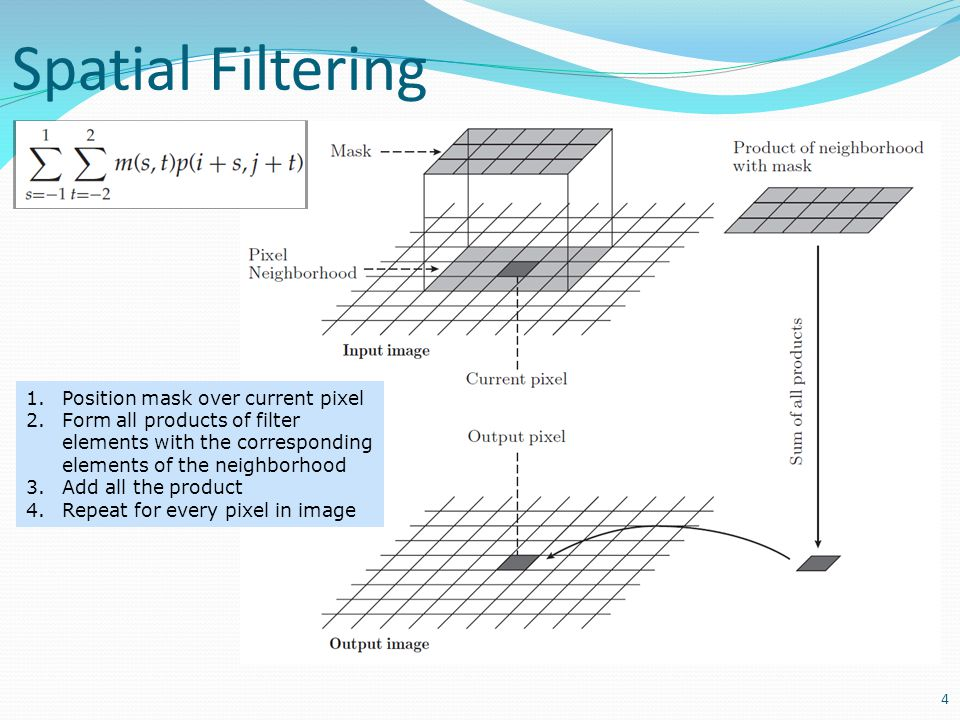 Spatial Filtering
1 2
∑ ∑ m(s, t)p(i + s, j + t)
s=−1 t=−2
Mask
Product of neighborhood
with mask
Pixel
Neighborhood
Input image
Current pixel
Sum of all products
1. Position mask over current pixel
2. Form all products of filter
elements with the corresponding
elements of the neighborhood
3. Add all the product
4. Repeat for every pixel in image
Output pixel
Output image
4